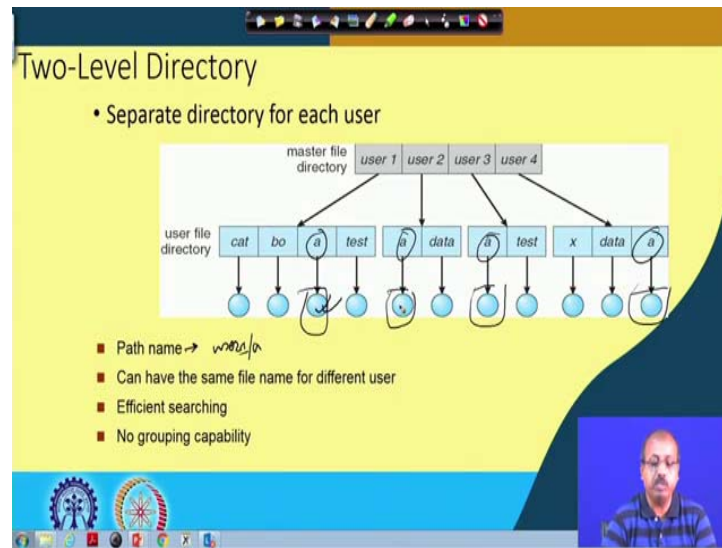 Two-Level Directory
• Separate directory for each user
master file
directory
user 1 user 2 user 3 user 4
user file
directory
cat bo a test a data a test x data a
■ Path name →
■ Can have the same file name for different user
■ Efficient searching
■ No grouping capability